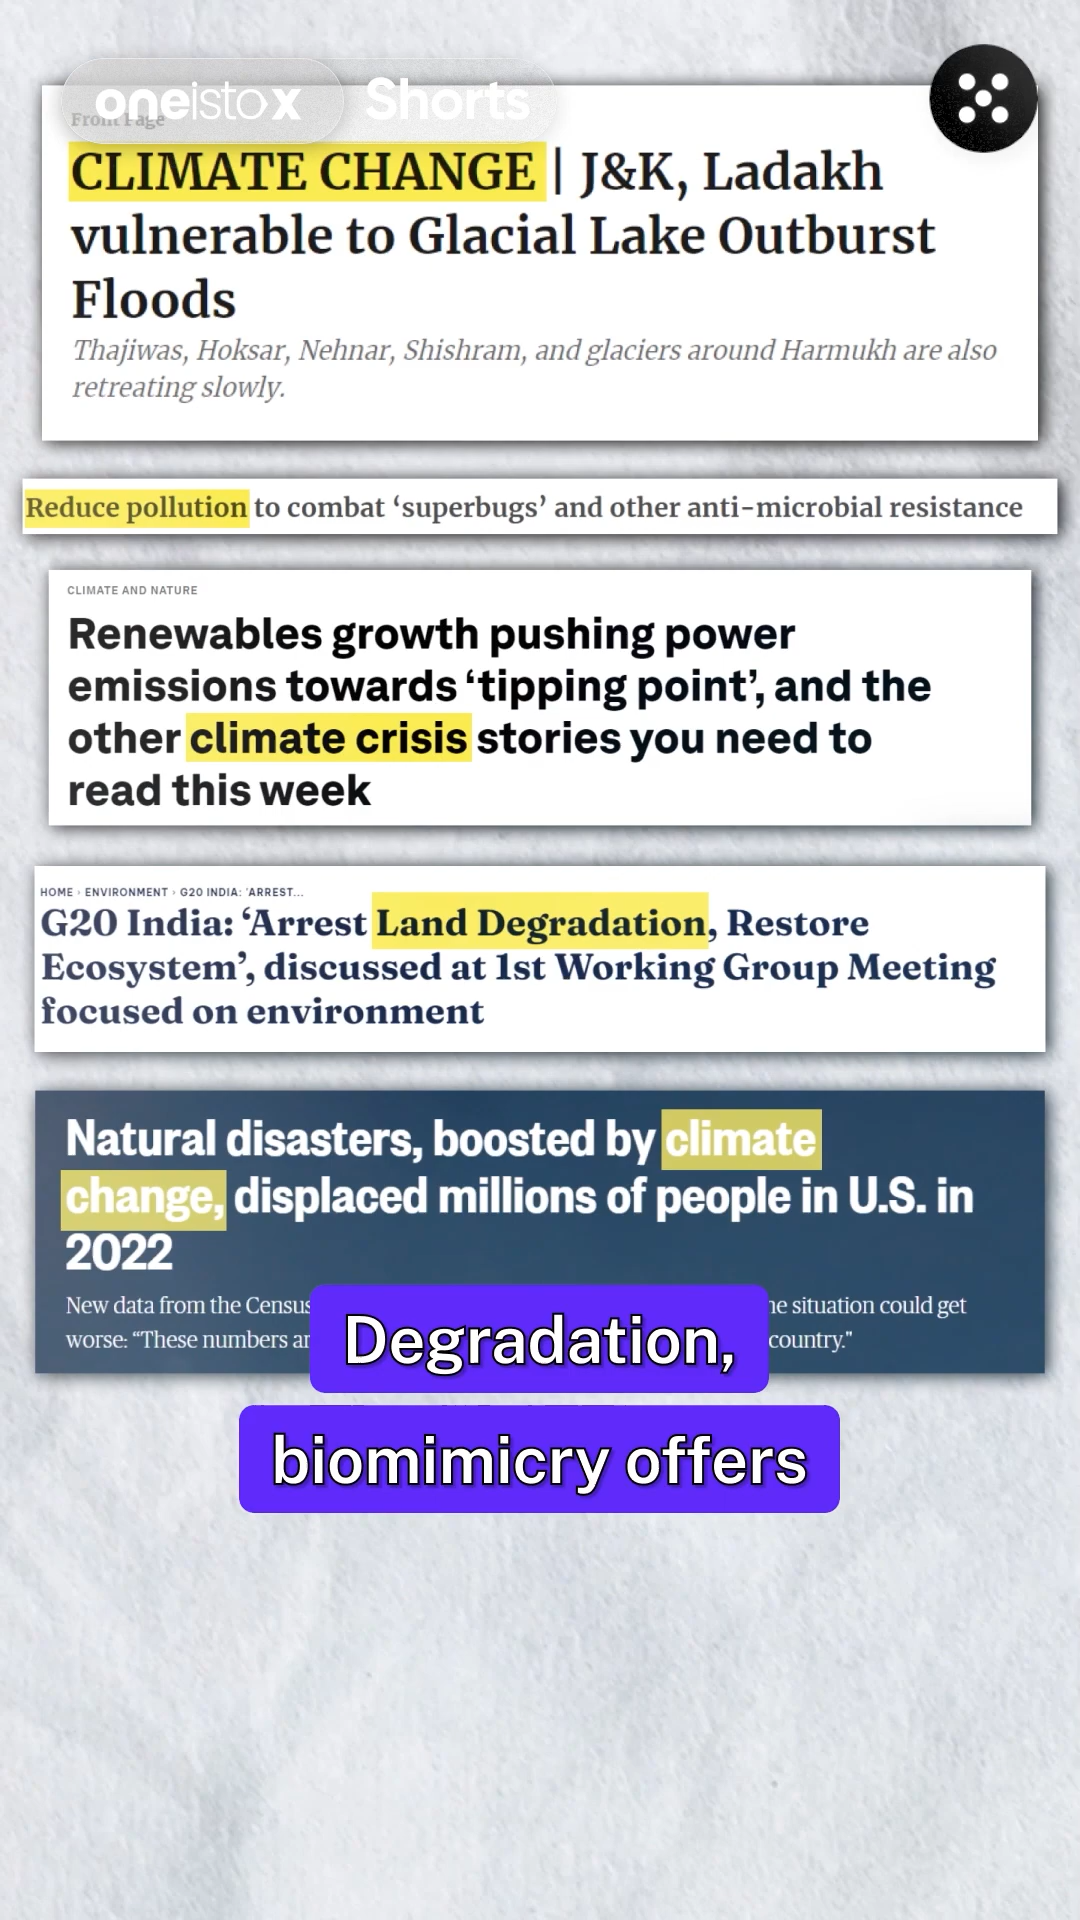 oneistox Shorts
Front Page
CLIMATE CHANGE | J&K, Ladakh
vulnerable to Glacial Lake Outburst
Floods
Thajiwas, Hoksar, Nehnar, Shishram, and glaciers around Harmukh are also
retreating slowly.
Reduce pollution to combat ‘superbugs’ and other anti-microbial resistance
CLIMATE AND NATURE
Renewables growth pushing power
emissions towards ‘tipping point’, and the
other climate crisis stories you need to
read this week
HOME › ENVIRONMENT › G20 INDIA: 'ARREST...
G20 India: ‘Arrest Land Degradation, Restore
Ecosystem’, discussed at 1st Working Group Meeting
focused on environment
Natural disasters, boosted by climate
change, displaced millions of people in U.S. in
2022
New data from the Census situation could get
worse: “These numbers country."
Degradation,
biomimicry offers